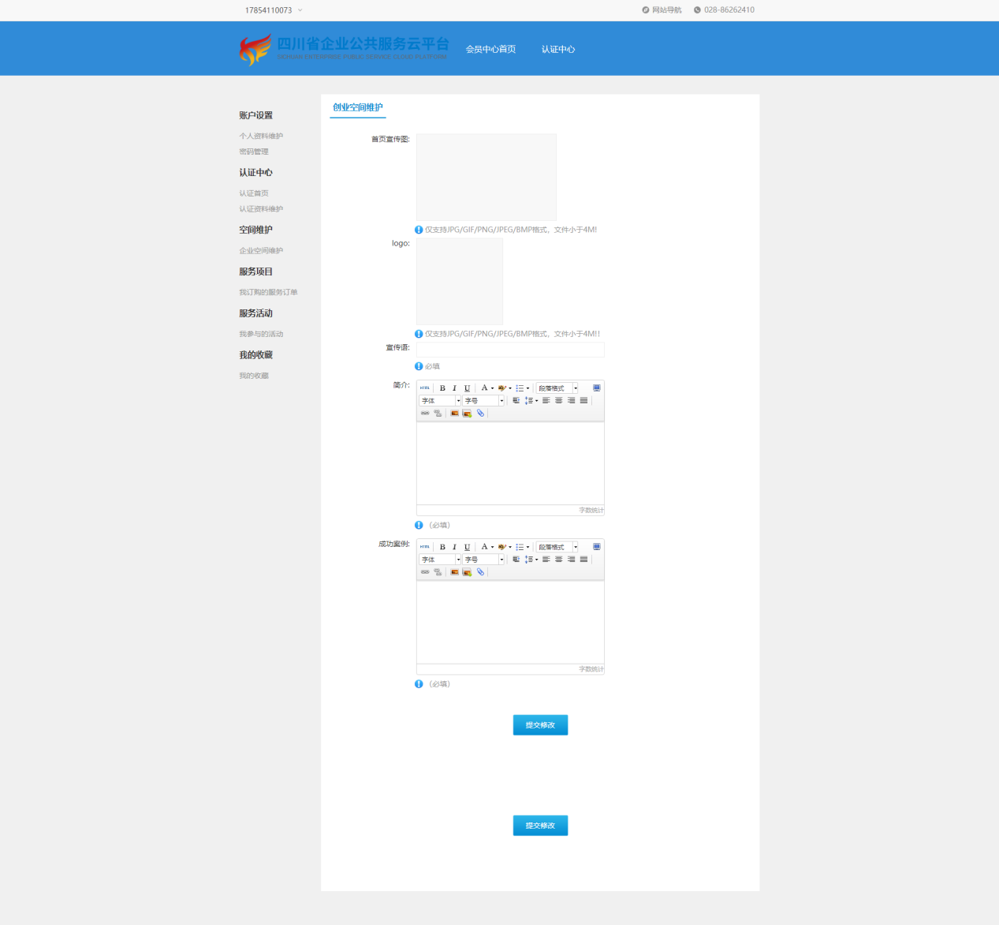 17854110073
网站导航
028-86262410
四川省企业公共服务云平台
SICHUAN ENTERPRISE PUBLIC SERVICE CLOUD PLATFORM
会员中心首页
认证中心
账户设置
个人资料维护
密码管理
认证中心
认证首页
认证资料维护
空间维护
企业空间维护
服务项目
我订购的服务订单
服务活动
我参与的活动
我的收藏
我的收藏
创业空间维护
首页宣传图:
仅支持JPG/GIF/PNG/JPEG/BMP格式，文件小于4M!
logo:
仅支持JPG/GIF/PNG/JPEG/BMP格式，文件小于4M!!
宣传语:
必填
简介:
HTML B I U A 段落格式
字体 字号
字数统计
（必填）
成功案例:
HTML B I U A 段落格式
字体 字号
字数统计
（必填）
提交修改
提交修改